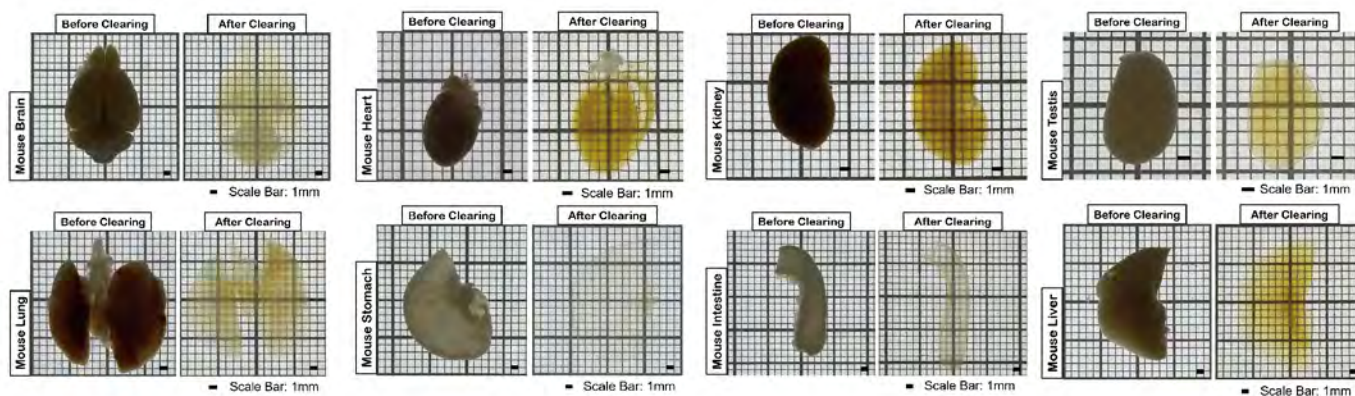 Before Clearing After Clearing
Mouse Brain
Scale Bar: 1mm
Before Clearing After Clearing
Mouse Heart
Scale Bar: 1mm
Before Clearing After Clearing
Mouse Kidney
Scale Bar: 1mm
Before Clearing After Clearing
Mouse Testis
Scale Bar: 1mm
Before Clearing After Clearing
Mouse Lung
Scale Bar: 1mm
Before Clearing After Clearing
Mouse Stomach
Scale Bar: 1mm
Before Clearing After Clearing
Mouse Intestine
Scale Bar: 1mm
Before Clearing After Clearing
Mouse Liver
Scale Bar: 1mm